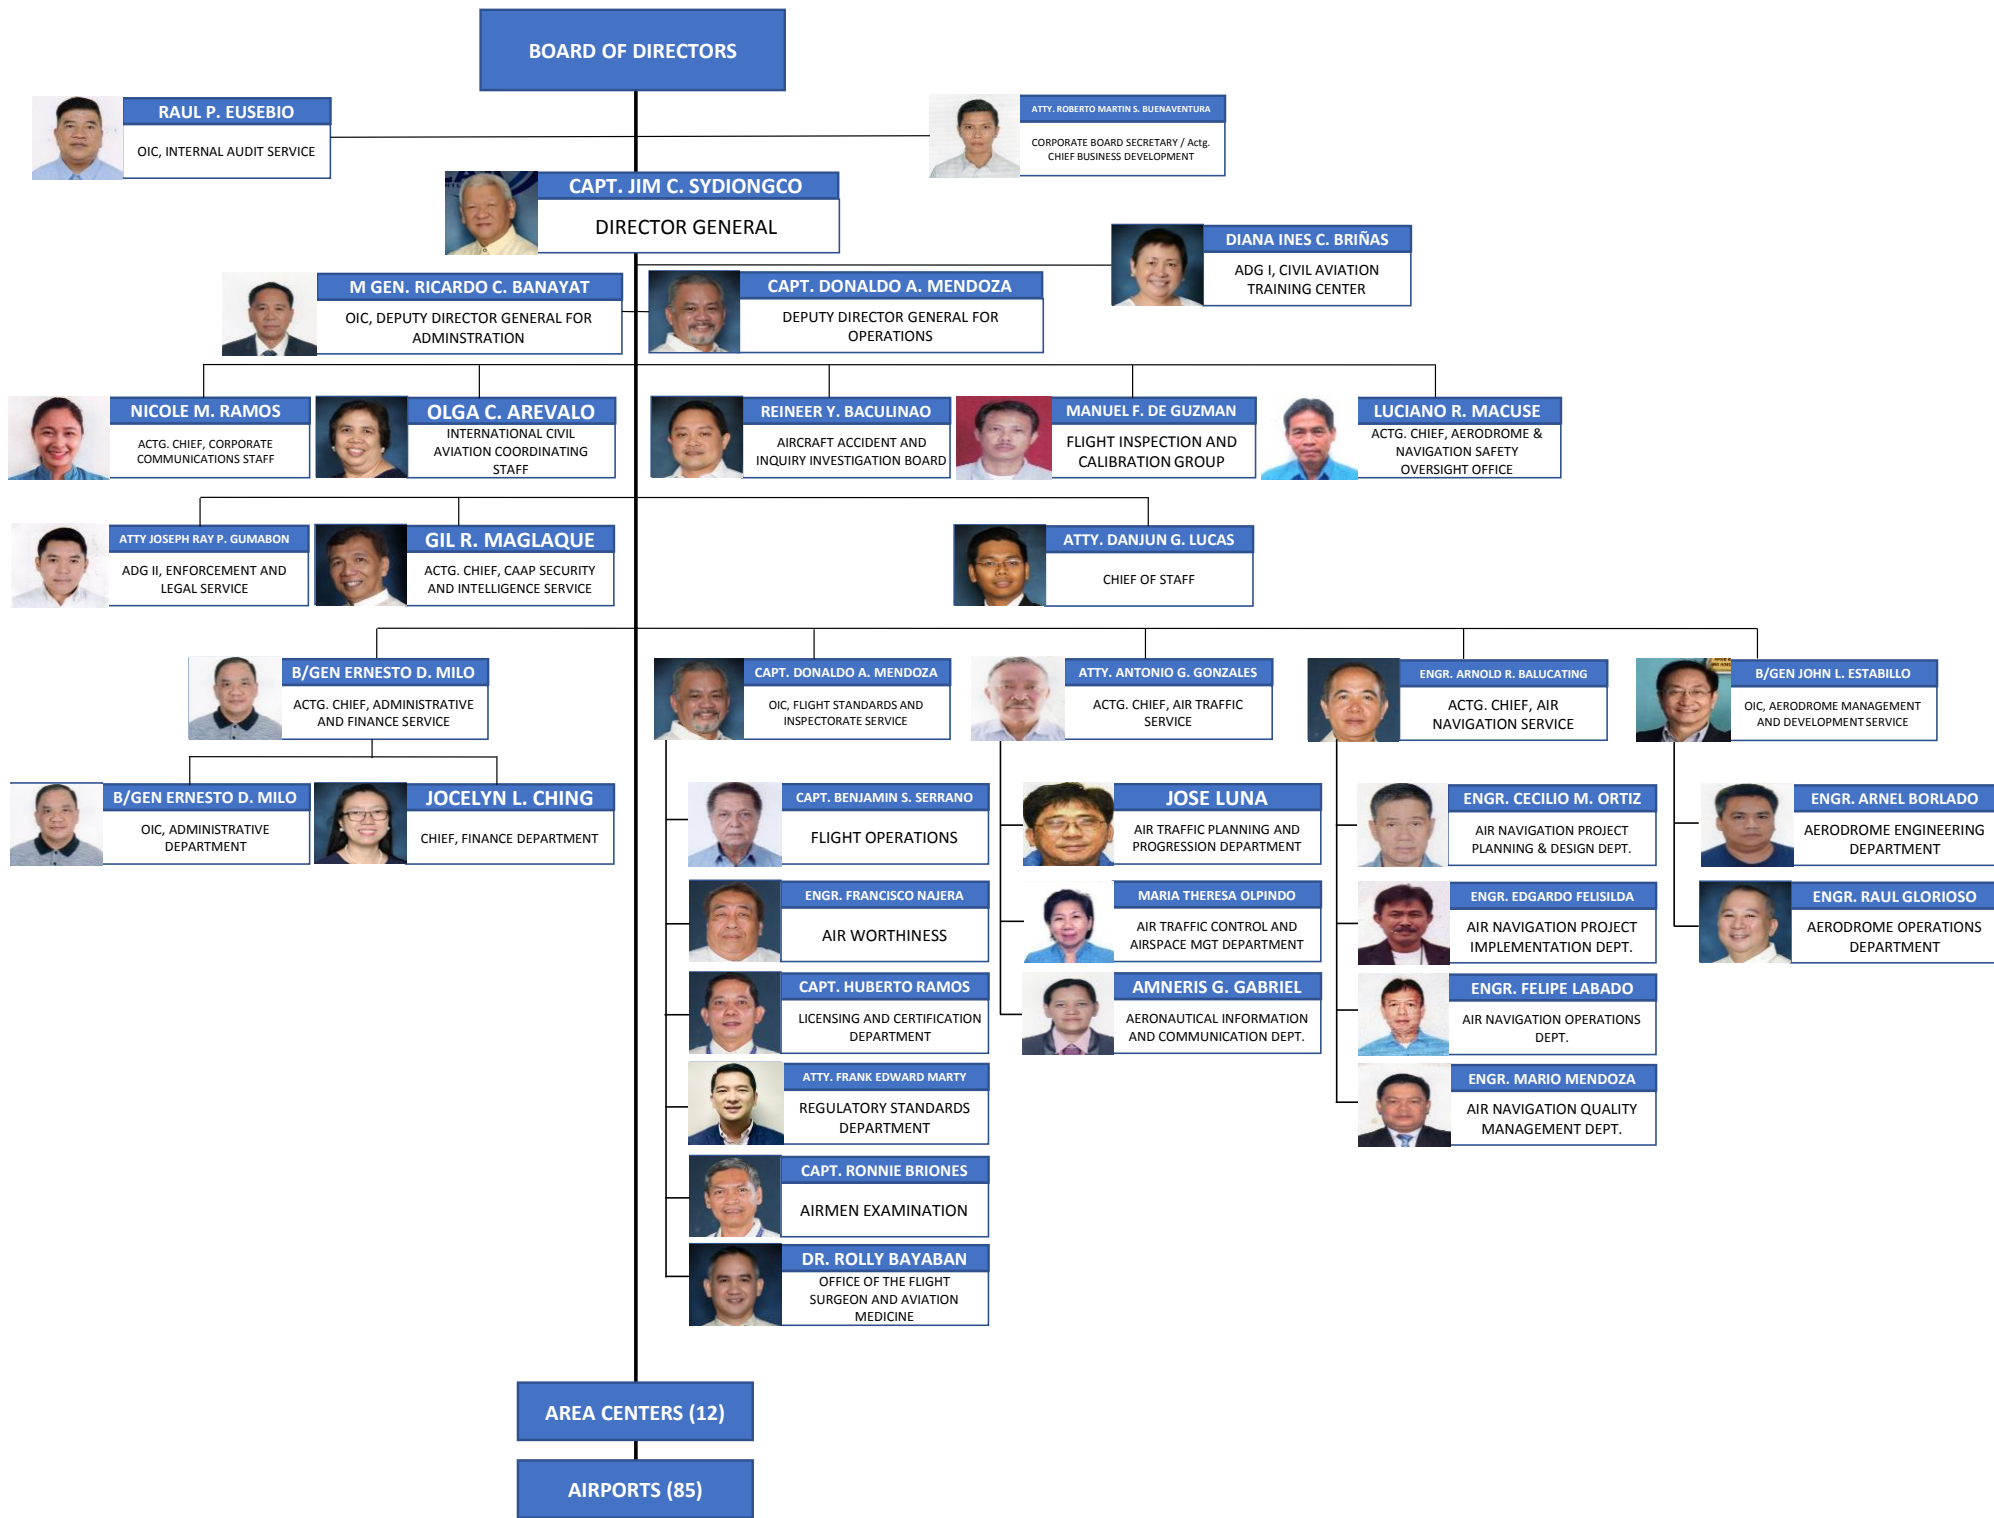 BOARD OF DIRECTORS
RAUL P. EUSEBIO
OIC, INTERNAL AUDIT SERVICE
ATTY. ROBERTO MARTIN S. BUENAVENTURA
CORPORATE BOARD SECRETARY / Actg.
CHIEF BUSINESS DEVELOPMENT
CAPT. JIM C. SYDIONGCO
DIRECTOR GENERAL
DIANA INES C. BRIÑAS
ADG I, CIVIL AVIATION
TRAINING CENTER
M GEN. RICARDO C. BANAYAT
OIC, DEPUTY DIRECTOR GENERAL FOR
ADMINSTRATION
CAPT. DONALDO A. MENDOZA
DEPUTY DIRECTOR GENERAL FOR
OPERATIONS
NICOLE M. RAMOS
ACTG. CHIEF, CORPORATE
COMMUNICATIONS STAFF
OLGA C. AREVALO
INTERNATIONAL CIVIL
AVIATION COORDINATING
STAFF
REINEER Y. BACULINAO
AIRCRAFT ACCIDENT AND
INQUIRY INVESTIGATION BOARD
MANUEL F. DE GUZMAN
FLIGHT INSPECTION AND
CALIBRATION GROUP
LUCIANO R. MACUSE
ACTG. CHIEF, AERODROME &
NAVIGATION SAFETY
OVERSIGHT OFFICE
ATTY JOSEPH RAY P. GUMABON
ADG II, ENFORCEMENT AND
LEGAL SERVICE
GIL R. MAGLAQUE
ACTG. CHIEF, CAAP SECURITY
AND INTELLIGENCE SERVICE
ATTY. DANJUN G. LUCAS
CHIEF OF STAFF
B/GEN ERNESTO D. MILO
ACTG. CHIEF, ADMINISTRATIVE
AND FINANCE SERVICE
CAPT. DONALDO A. MENDOZA
OIC, FLIGHT STANDARDS AND
INSPECTORATE SERVICE
ATTY. ANTONIO G. GONZALES
ACTG. CHIEF, AIR TRAFFIC
SERVICE
ENGR. ARNOLD R. BALUCATING
ACTG. CHIEF, AIR
NAVIGATION SERVICE
B/GEN JOHN L. ESTABILLO
OIC, AERODROME MANAGEMENT
AND DEVELOPMENT SERVICE
B/GEN ERNESTO D. MILO
OIC, ADMINISTRATIVE
DEPARTMENT
JOCELYN L. CHING
CHIEF, FINANCE DEPARTMENT
CAPT. BENJAMIN S. SERRANO
FLIGHT OPERATIONS
JOSE LUNA
AIR TRAFFIC PLANNING AND
PROGRESSION DEPARTMENT
ENGR. CECILIO M. ORTIZ
AIR NAVIGATION PROJECT
PLANNING & DESIGN DEPT.
ENGR. ARNEL BORLADO
AERODROME ENGINEERING
DEPARTMENT
ENGR. FRANCISCO NAJERA
AIR WORTHINESS
MARIA THERESA OLPINDO
AIR TRAFFIC CONTROL AND
AIRSPACE MGT DEPARTMENT
ENGR. EDGARDO FELISILDA
AIR NAVIGATION PROJECT
IMPLEMENTATION DEPT.
ENGR. RAUL GLORIOSO
AERODROME OPERATIONS
DEPARTMENT
CAPT. HUBERTO RAMOS
LICENSING AND CERTIFICATION
DEPARTMENT
AMNERIS G. GABRIEL
AERONAUTICAL INFORMATION
AND COMMUNICATION DEPT.
ENGR. FELIPE LABADO
AIR NAVIGATION OPERATIONS
DEPT.
ATTY. FRANK EDWARD MARTY
REGULATORY STANDARDS
DEPARTMENT
ENGR. MARIO MENDOZA
AIR NAVIGATION QUALITY
MANAGEMENT DEPT.
CAPT. RONNIE BRIONES
AIRMEN EXAMINATION
DR. ROLLY BAYABAN
OFFICE OF THE FLIGHT
SURGEON AND AVIATION
MEDICINE
AREA CENTERS (12)
AIRPORTS (85)